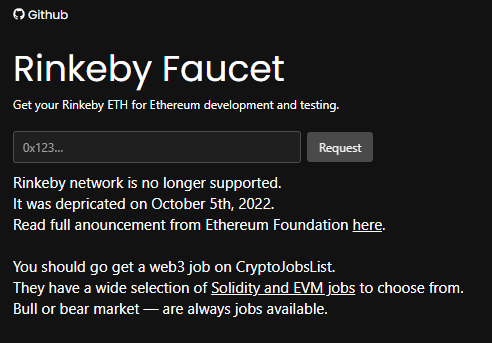 Github
Rinkeby Faucet
Get your Rinkeby ETH for Ethereum development and testing.
0x123...
Request
Rinkeby network is no longer supported.
It was depricated on October 5th, 2022.
Read full anouncement from Ethereum Foundation here.
You should go get a web3 job on CryptoJobsList.
They have a wide selection of Solidity and EVM jobs to choose from.
Bull or bear market — are always jobs available.